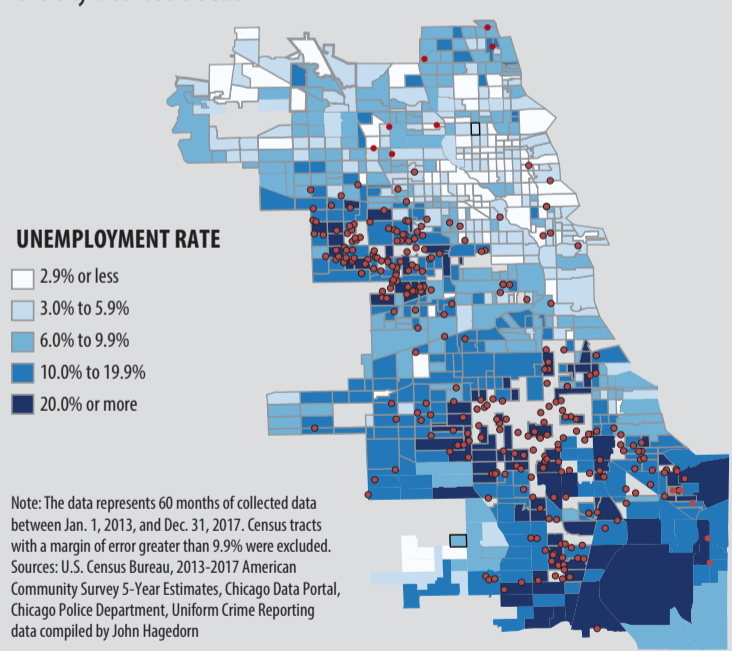 UNEMPLOYMENT RATE
2.9% or less
3.0% to 5.9%
6.0% to 9.9%
10.0% to 19.9%
20.0% or more
Note: The data represents 60 months of collected data
between Jan. 1, 2013, and Dec. 31, 2017. Census tracts
with a margin of error greater than 9.9% were excluded.
Sources: U.S. Census Bureau, 2013-2017 American
Community Survey 5-Year Estimates, Chicago Data Portal,
Chicago Police Department, Uniform Crime Reporting
data compiled by John Hagedorn